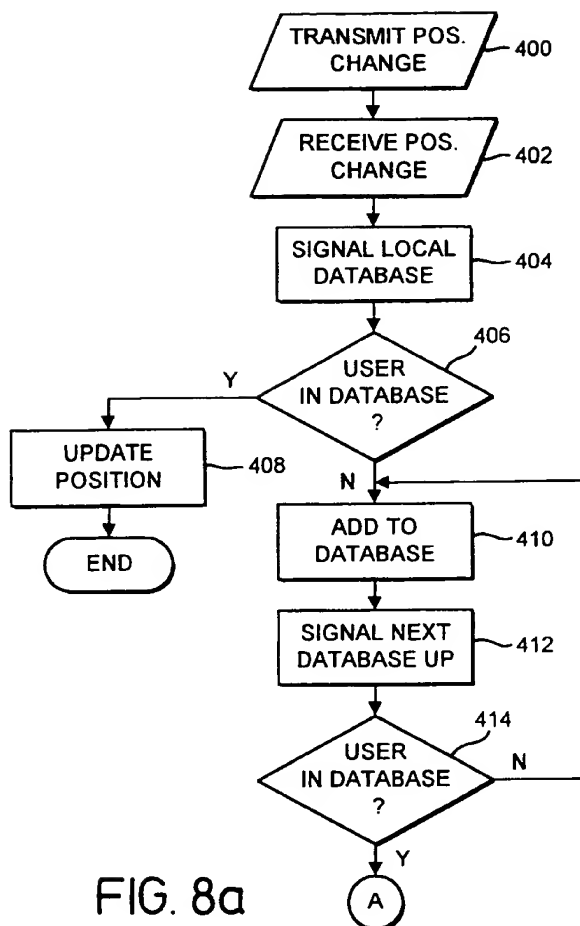 TRANSMIT POS.
CHANGE
400
RECEIVE POS.
CHANGE
402
SIGNAL LOCAL
DATABASE
404
406
USER
IN DATABASE
?
Y
N
UPDATE
POSITION
408
END
ADD TO
DATABASE
410
SIGNAL NEXT
DATABASE UP
412
414
USER
IN DATABASE
?
N
Y
A
FIG. 8a